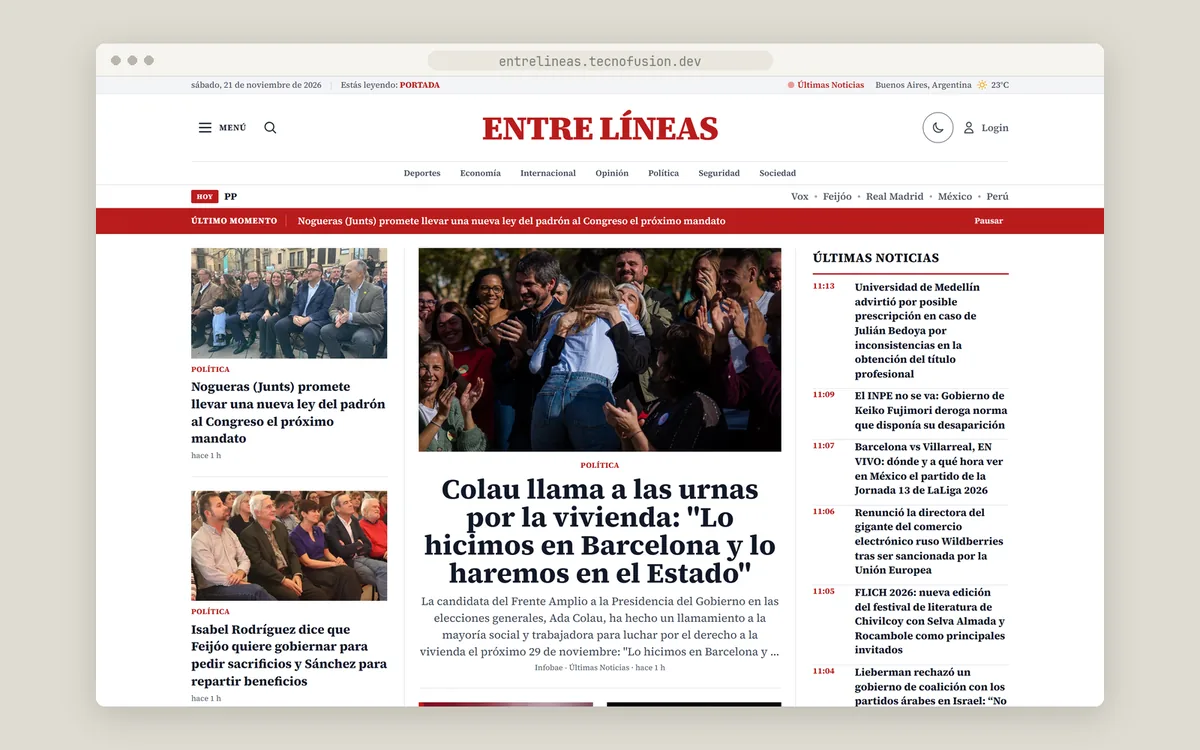 entrelineas.tecnofusion.dev
sábado, 21 de noviembre de 2026
Estás leyendo: PORTADA
Últimas Noticias
Buenos Aires, Argentina
23°C
MENÚ
ENTRE LÍNEAS
Login
Deportes
Economía
Internacional
Opinión
Política
Seguridad
Sociedad
HOY
PP
Vox • Feijóo • Real Madrid • México • Perú
ÚLTIMO MOMENTO
Nogueras (Junts) promete llevar una nueva ley del padrón al Congreso el próximo mandato
Pausar
POLÍTICA
Nogueras (Junts) promete
llevar una nueva ley del padrón
al Congreso el próximo
mandato
hace 1 h
POLÍTICA
Isabel Rodríguez dice que
Feijóo quiere gobernar para
pedir sacrificios y Sánchez para
repartir beneficios
hace 1 h
POLÍTICA
Colau llama a las urnas
por la vivienda: "Lo
hicimos en Barcelona y lo
haremos en el Estado"
La candidata del Frente Amplio a la Presidencia del Gobierno en las
elecciones generales, Ada Colau, ha hecho un llamamiento a la
mayoría social y trabajadora para luchar por el derecho a la
vivienda el próximo 29 de noviembre: "Lo hicimos en Barcelona y ...
Infobae - Últimas Noticias · hace 1 h
ÚLTIMAS NOTICIAS
11:13
Universidad de Medellín
advirtió por posible
prescripción en caso de
Julián Bedoya por
inconsistencias en la
obtención del título
profesional
11:09
El INPE no se va: Gobierno de
Keiko Fujimori deroga norma
que disponía su desaparición
11:07
Barcelona vs Villarreal, EN
VIVO: dónde y a qué hora ver
en México el partido de la
Jornada 13 de LaLiga 2026
11:06
Renunció la directora del
gigante del comercio
electrónico ruso Wildberries
tras ser sancionada por la
Unión Europea
11:05
FLICH 2026: nueva edición
del festival de literatura de
Chivilcoy con Selva Almada y
Rocambole como principales
invitados
11:04
Lieberman rechazó un
gobierno de coalición con los
partidos árabes en Israel: “No